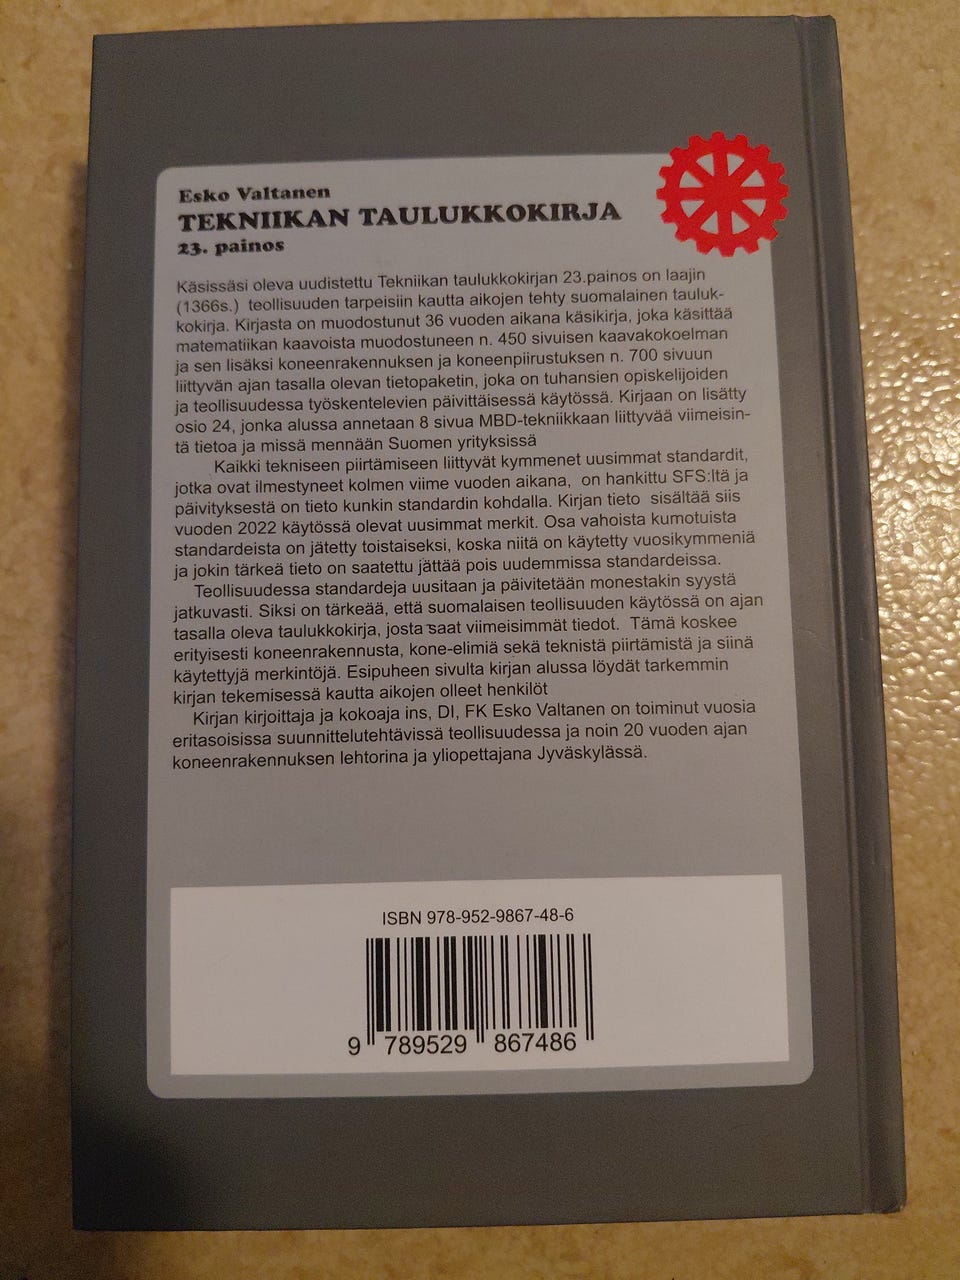 Esko Valtanen
TEKNIIKAN TAULUKKOKIRJA
23. painos
Käsissäsi oleva uudistettu Tekniikan taulukkokirjan 23.painos on laajin
(1366s.) teollisuuden tarpeisiin kautta aikojen tehty suomalainen tauluk-
kokirja. Kirjasta on muodostunut 36 vuoden aikana käsikirja, joka käsittää
matematiikan kaavoista muodostuneen n. 450 sivuisen kaavakokoelman
ja sen lisäksi koneenrakennuksen ja koneenpiirustuksen n. 700 sivuun
liittyvän ajan tasalla olevan tietopaketin, joka on tuhansien opiskelijoiden
ja teollisuudessa työskentelevien päivittäisessä käytössä. Kirjaan on lisätty
osio 24, jonka alussa annetaan 8 sivua MBD-tekniikkaan liittyvää viimeisin-
tä tietoa ja missä mennään Suomen yrityksissä
Kaikki tekniseen piirtämiseen liittyvät kymmenet uusimmat standardit,
jotka ovat ilmestyneet kolmen viime vuoden aikana, on hankittu SFS:ltä ja
päivityksestä on tieto kunkin standardin kohdalla. Kirjan tieto sisältää siis
vuoden 2022 käytössä olevat uusimmat merkit. Osa vahoista kumotuista
standardeista on jätetty toistaiseksi, koska niitä on käytetty vuosikymmeniä
ja jokin tärkeä tieto on saatettu jättää pois uudemmissa standardeissa.
Teollisuudessa standardeja uusitaan ja päivitetään monestakin syystä
jatkuvasti. Siksi on tärkeää, että suomalaisen teollisuuden käytössä on ajan
tasalla oleva taulukkokirja, josta saat viimeisimmät tiedot. Tämä koskee
erityisesti koneenrakennusta, kone-elimiä sekä teknistä piirtämistä ja siinä
käytettyjä merkintöjä. Esipuheen sivulta kirjan alussa löydät tarkemmin
kirjan tekemisessä kautta aikojen olleet henkilöt
Kirjan kirjoittaja ja kokoaja ins, DI, FK Esko Valtanen on toiminut vuosia
eritasoisissa suunnittelutehtävissä teollisuudessa ja noin 20 vuoden ajan
koneenrakennuksen lehtorina ja yliopettajana Jyväskylässä.
ISBN 978-952-9867-48-6
9 789529 867486